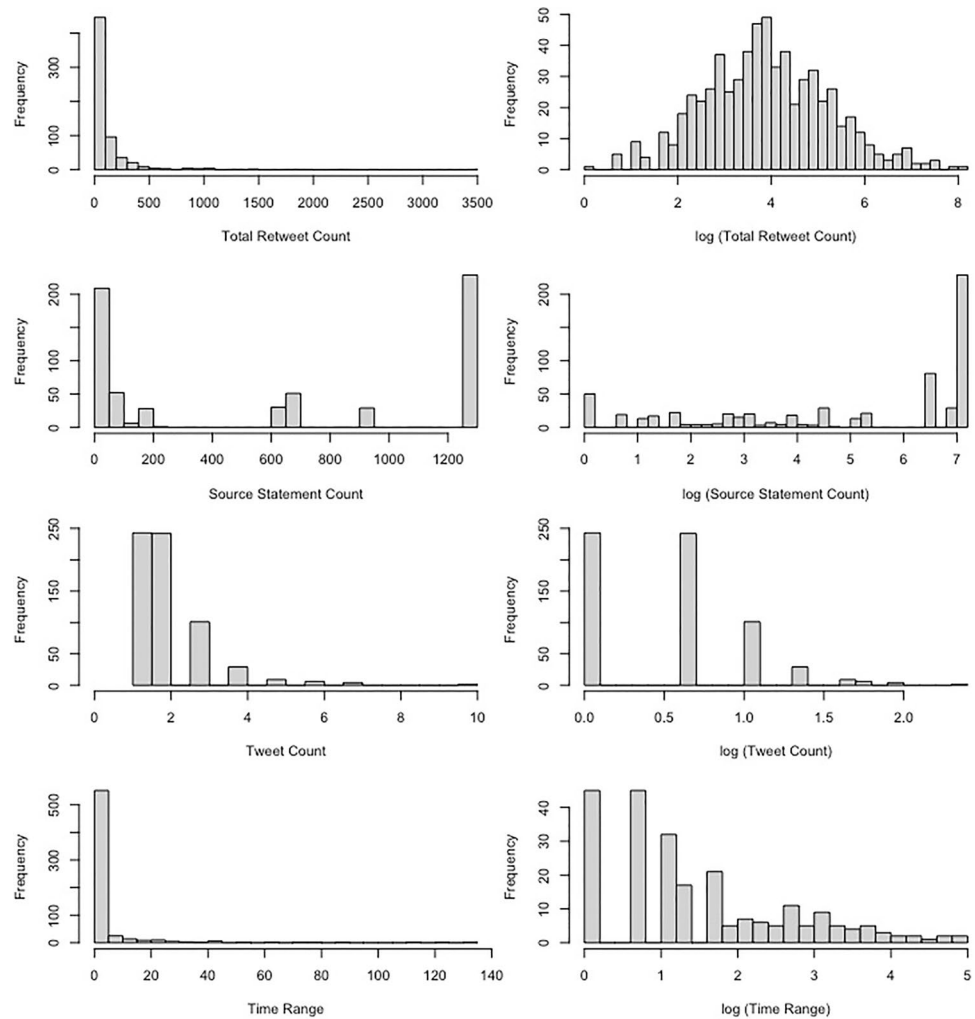 Frequency
0 100 300
0 500 1000 1500 2000 2500 3000 3500
Total Retweet Count
Frequency
0 10 20 30 40 50
0 2 4 6 8
log (Total Retweet Count)
Frequency
0 50 100 200
0 200 400 600 800 1000 1200
Source Statement Count
Frequency
0 50 100 200
0 1 2 3 4 5 6 7
log (Source Statement Count)
Frequency
0 50 150 250
0 2 4 6 8 10
Tweet Count
Frequency
0 50 150 250
0.0 0.5 1.0 1.5 2.0
log (Tweet Count)
Frequency
0 100 300 500
0 20 40 60 80 100 120 140
Time Range
Frequency
0 10 20 30 40
0 1 2 3 4 5
log (Time Range)